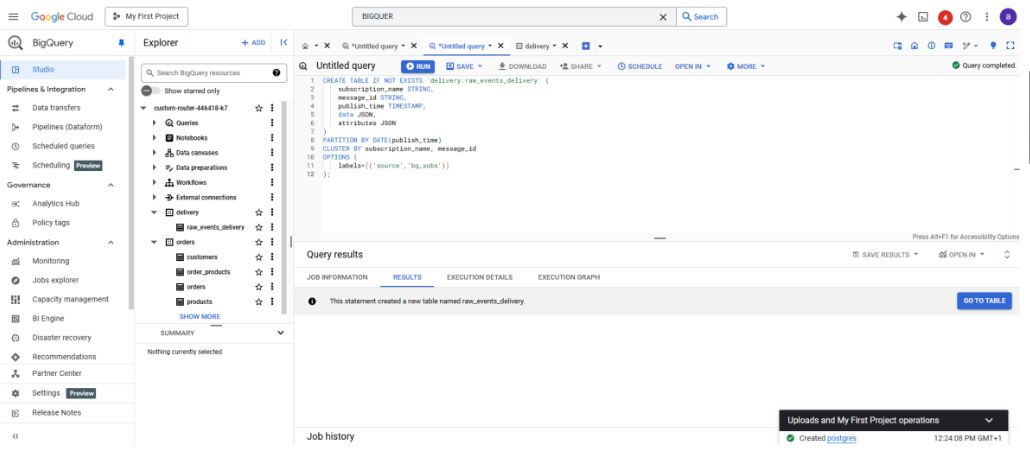 Google Cloud My First Project BIGQUER Search 4 a
BigQuery
Studio
Pipelines & Integration
Data transfers
Pipelines (Dataform)
Scheduled queries
Scheduling Preview
Governance
Analytics Hub
Policy tags
Administration
Monitoring
Jobs explorer
Capacity management
BI Engine
Disaster recovery
Recommendations
Partner Center
Settings Preview
Release Notes
Explorer + ADD
Search BigQuery resources
Show starred only
custom-router-446418-k7
Queries
Notebooks
Data canvases
Data preparations
Workflows
External connections
delivery
raw_events_delivery
orders
customers
order_products
orders
products
SHOW MORE
SUMMARY
Nothing currently selected
*Untitled query *Untitled query delivery
Untitled query RUN SAVE DOWNLOAD SHARE SCHEDULE OPEN IN MORE Query completed.
1 CREATE TABLE IF NOT EXISTS `delivery.raw_events_delivery` (
2 subscription_name STRING,
3 message_id STRING,
4 publish_time TIMESTAMP,
5 data JSON,
6 attributes JSON
7 )
8 PARTITION BY DATE(publish_time)
9 CLUSTER BY subscription_name, message_id
10 OPTIONS (
11 labels=[('source','bq_subs')]
12 );
Press Alt+F1 for Accessibility Options
Query results SAVE RESULTS OPEN IN
JOB INFORMATION RESULTS EXECUTION DETAILS EXECUTION GRAPH
This statement created a new table named raw_events_delivery. GO TO TABLE
Job history
Uploads and My First Project operations
Created postgres 12:24:08 PM GMT+1